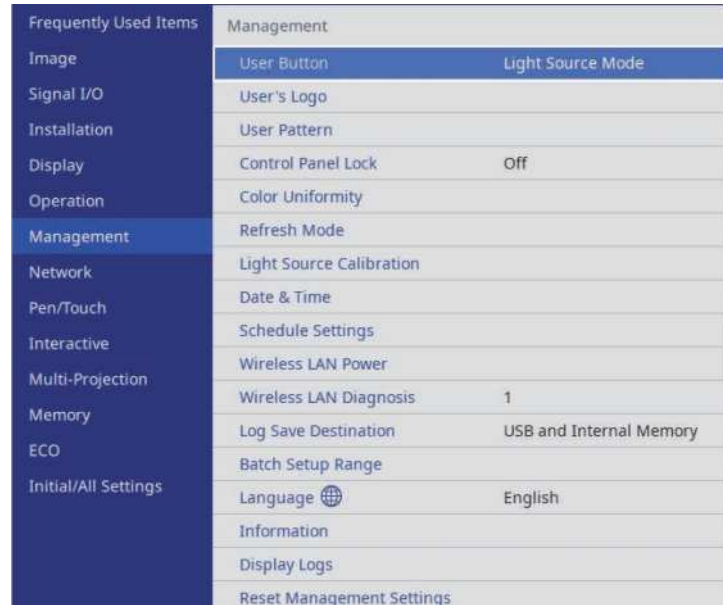 Frequently Used Items
Image
Signal I/O
Installation
Display
Operation
Management
Network
Pen/Touch
Interactive
Multi-Projection
Memory
ECO
Initial/All Settings
Management
User Button Light Source Mode
User's Logo
User Pattern
Control Panel Lock Off
Color Uniformity
Refresh Mode
Light Source Calibration
Date & Time
Schedule Settings
Wireless LAN Power
Wireless LAN Diagnosis 1
Log Save Destination USB and Internal Memory
Batch Setup Range
Language English
Information
Display Logs
Reset Management Settings